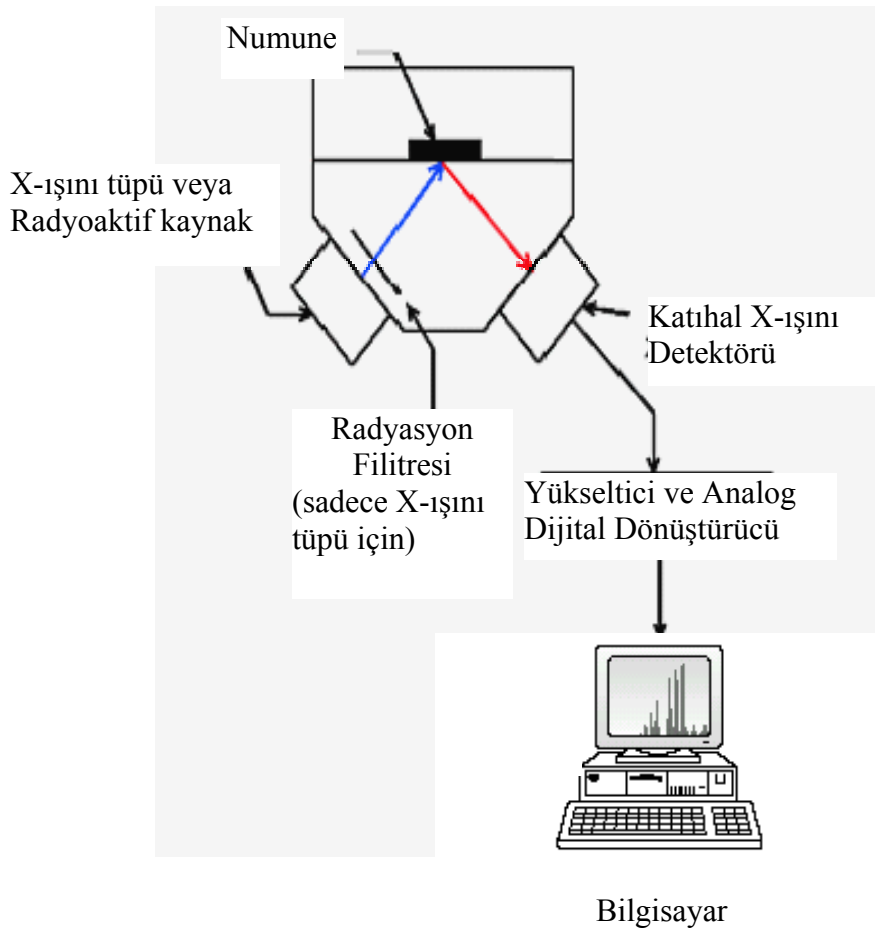 Numune
X-ışını tüpü veya
Radyoaktif kaynak
Katıhal X-ışını
Detektörü
Radyasyon
Filitresi
(sadece X-ışını
tüpü için)
Yükseltici ve Analog
Dijital Dönüştürücü
Bilgisayar